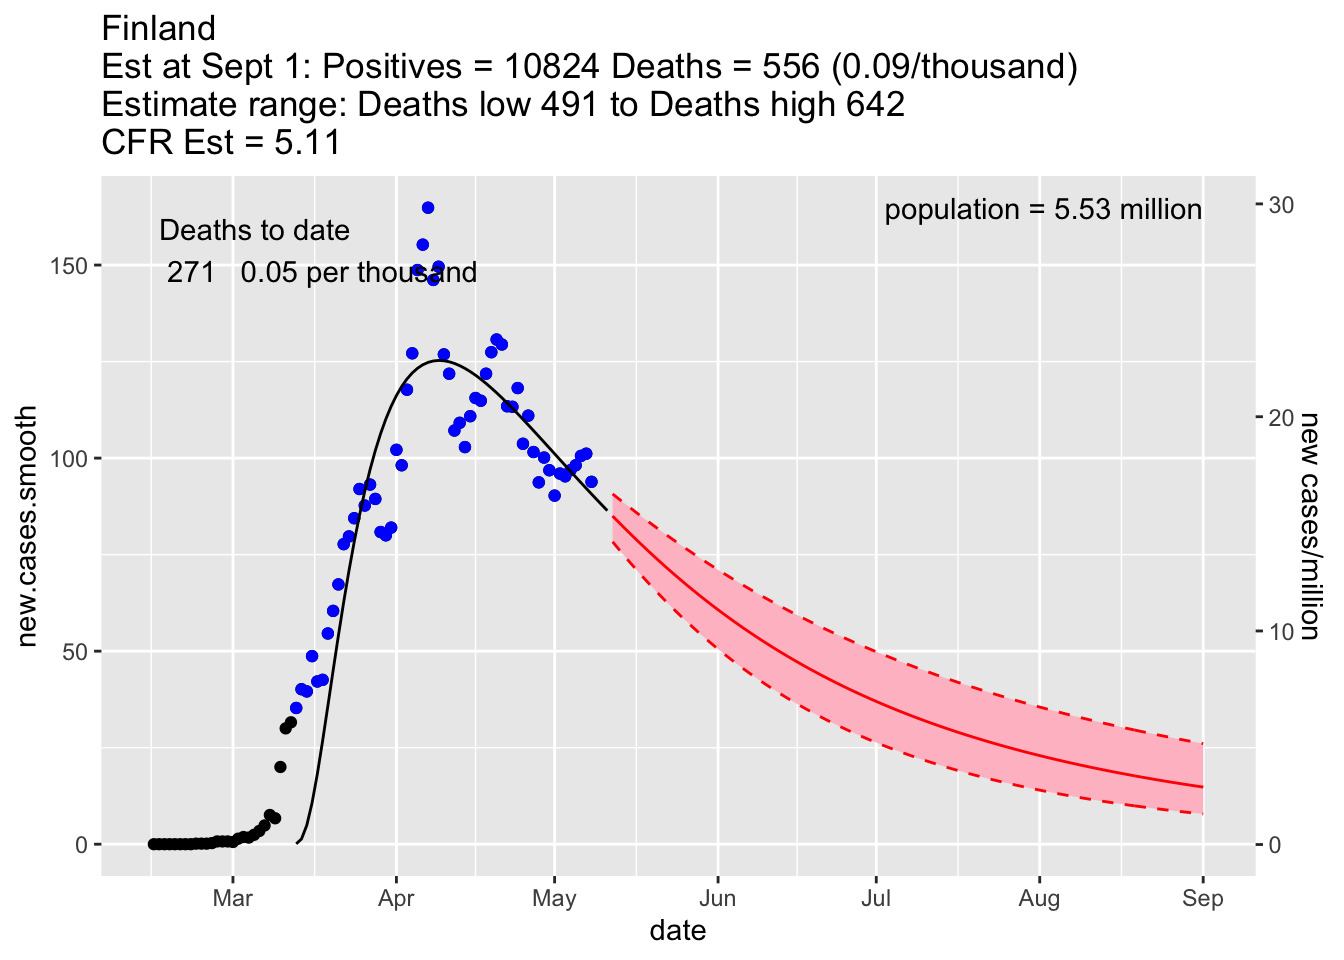 Finland
Est at Sept 1: Positives = 10824 Deaths = 556 (0.09/thousand)
Estimate range: Deaths low 491 to Deaths high 642
CFR Est = 5.11
Deaths to date
271 0.05 per thousand
population = 5.53 million
150
100
50
0
new.cases.smooth
30
20
10
0
new cases/million
Mar Apr May Jun Jul Aug Sep
date